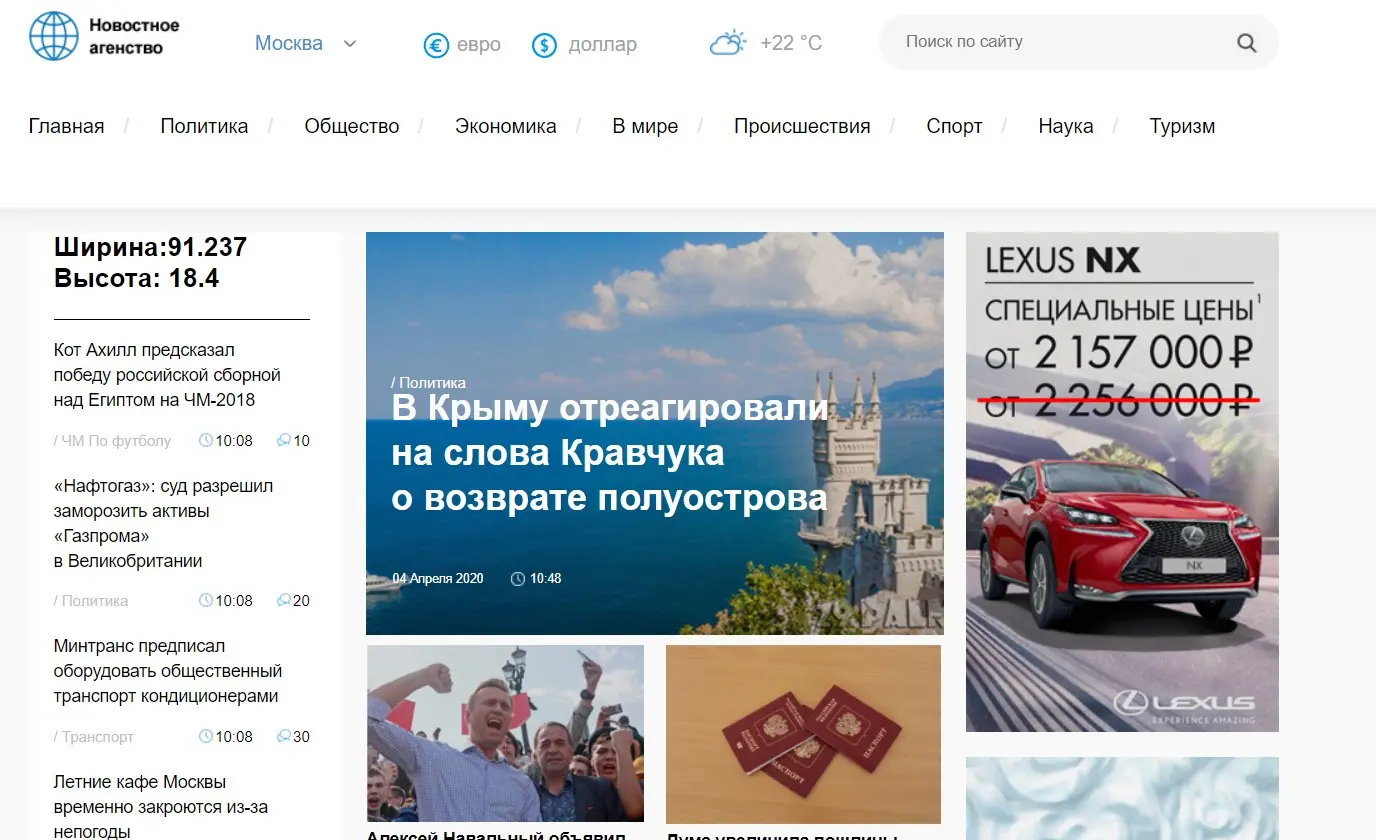 Новостное
агенство
Москва
евро
доллар
+22 °C
Поиск по сайту
Главная / Политика / Общество / Экономика / В мире / Происшествия / Спорт / Наука / Туризм
Ширина:91.237
Высота: 18.4
Кот Ахилл предсказал
победу российской сборной
над Египтом на ЧМ-2018
/ ЧМ По футболу 10:08 10
«Нафтогаз»: суд разрешил
заморозить активы
«Газпрома»
в Великобритании
/ Политика 10:08 20
Минтранс предписал
оборудовать общественный
транспорт кондиционерами
/ Транспорт 10:08 30
Летние кафе Москвы
временно закроются из-за
непогоды
/ Политика
В Крыму отреагировали
на слова Кравчука
о возврате полуострова
04 Апреля 2020 10:48
Алексей Навальный объявил
ПАСПОРТ
ПАСПОРТ
Дума увеличила пошлины
LEXUS NX
СПЕЦИАЛЬНЫЕ ЦЕНЫ¹
ОТ 2 157 000 ₽
ОТ 2 256 000 ₽
NX
LEXUS
EXPERIENCE AMAZING